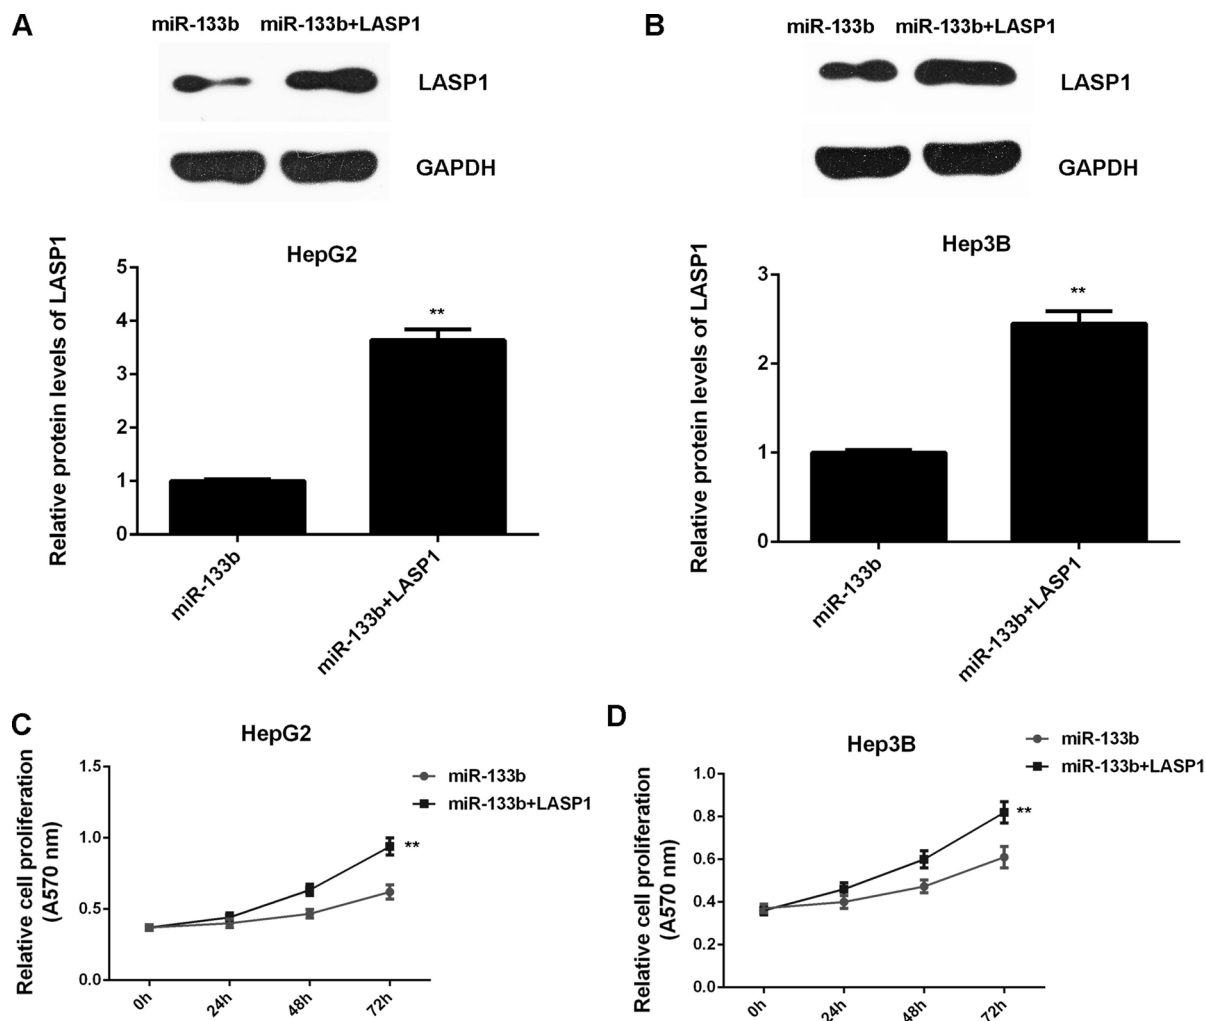 A
miR-133b miR-133b+LASP1
LASP1
GAPDH
HepG2
Relative protein levels of LASP1
5
4
3
2
1
0
miR-133b
miR-133b+LASP1
B
miR-133b miR-133b+LASP1
LASP1
GAPDH
Hep3B
Relative protein levels of LASP1
3
2
1
0
**
**
miR-133b
miR-133b+LASP1
C
HepG2
Relative cell proliferation
(A570 nm)
1.5
1.0
0.5
0.0
miR-133b
miR-133b+LASP1
**
0h
24h
48h
72h
D
Hep3B
Relative cell proliferation
(A570 nm)
1.0
0.8
0.6
0.4
0.2
0.0
miR-133b
miR-133b+LASP1
**
0h
24h
48h
72h